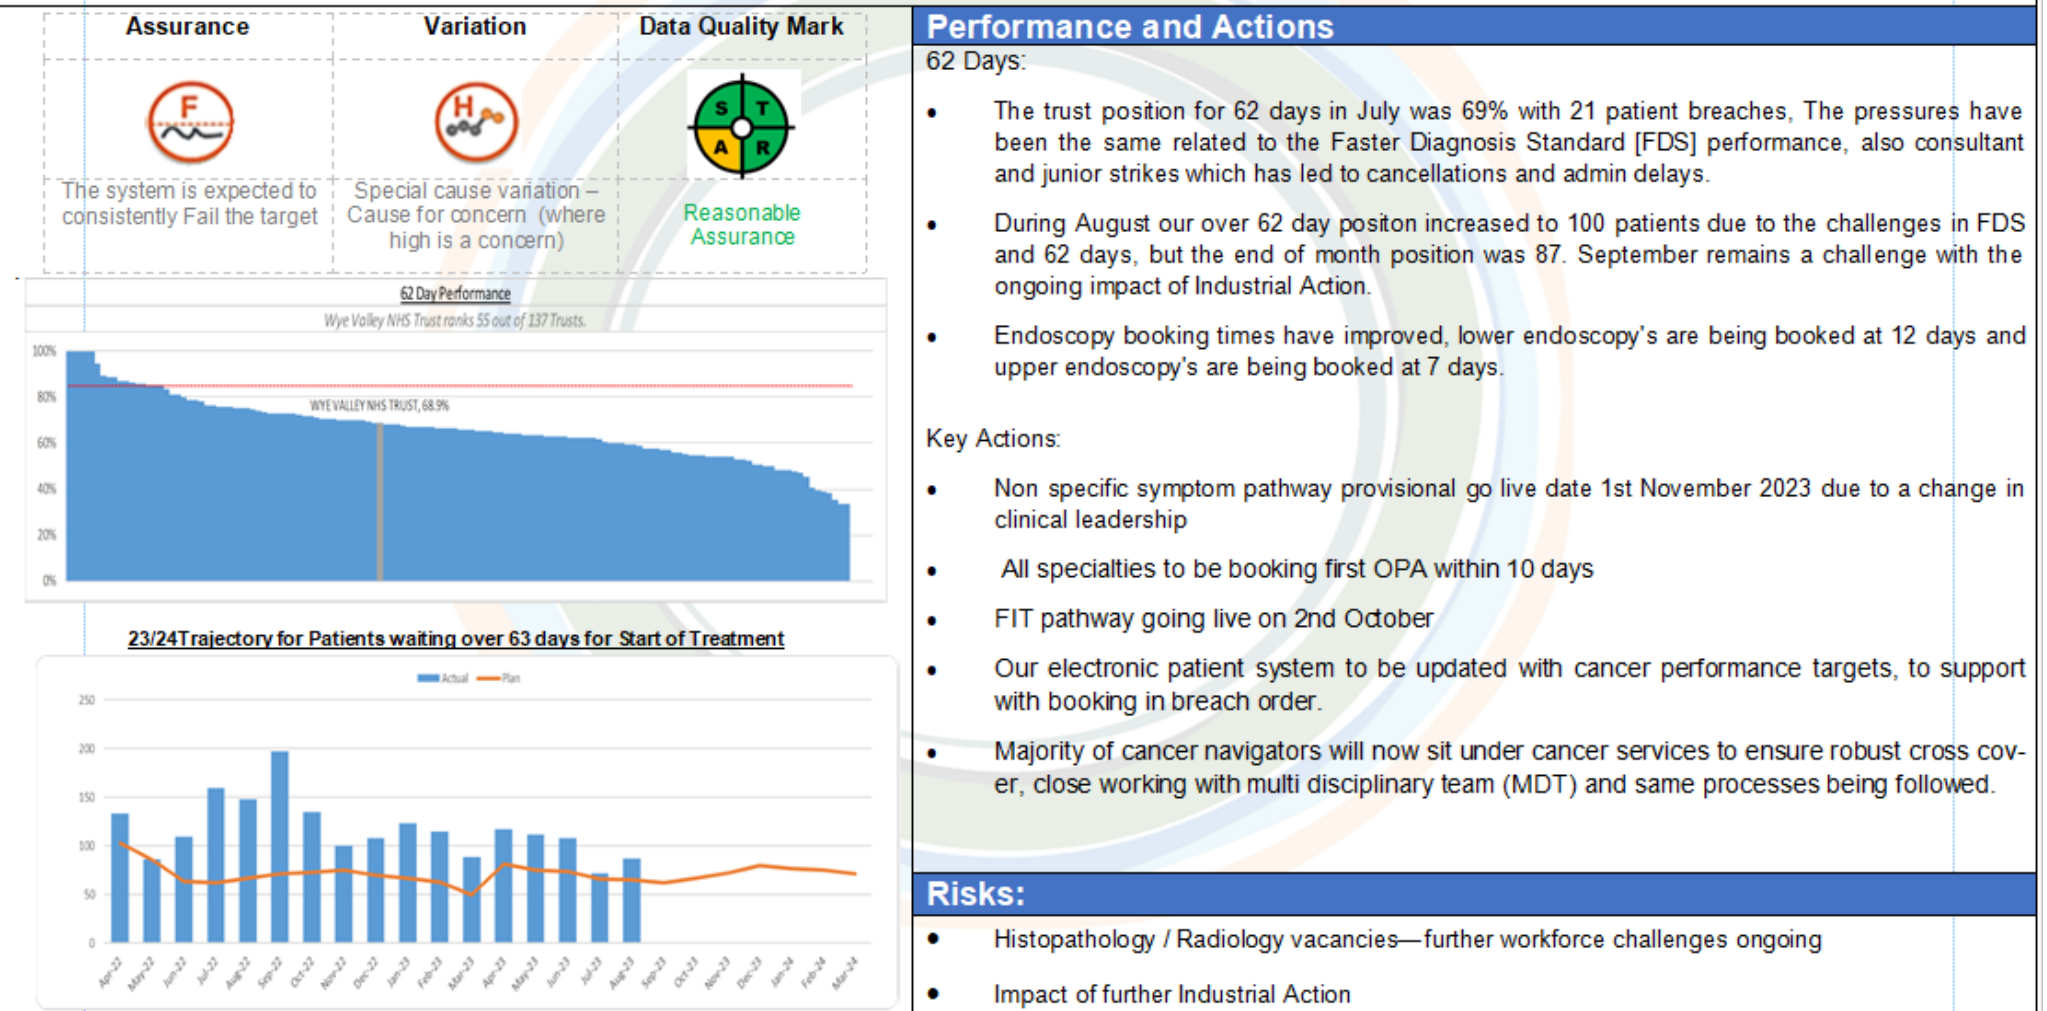 Assurance
Variation
Data Quality Mark
F
H
S T
A R
The system is expected to
consistently Fail the target
Special cause variation –
Cause for concern (where
high is a concern)
Reasonable
Assurance
62 Day Performance
Wye Valley NHS Trust ranks 55 out of 137 Trusts.
100%
80%
60%
40%
20%
0%
WYE VALLEY NHS TRUST, 68.9%
23/24Trajectory for Patients waiting over 63 days for Start of Treatment
Actual Plan
250
200
150
100
50
0
Apr-22 May-22 Jun-22 Jul-22 Aug-22 Sep-22 Oct-22 Nov-22 Dec-22 Jan-23 Feb-23 Mar-23 Apr-23 May-23 Jun-23 Jul-23 Aug-23 Sep-23 Oct-23 Nov-23 Dec-23 Jan-24 Feb-24 Mar-24
Performance and Actions
62 Days:
• The trust position for 62 days in July was 69% with 21 patient breaches, The pressures have
been the same related to the Faster Diagnosis Standard [FDS] performance, also consultant
and junior strikes which has led to cancellations and admin delays.
• During August our over 62 day positon increased to 100 patients due to the challenges in FDS
and 62 days, but the end of month position was 87. September remains a challenge with the
ongoing impact of Industrial Action.
• Endoscopy booking times have improved, lower endoscopy's are being booked at 12 days and
upper endoscopy's are being booked at 7 days.
Key Actions:
• Non specific symptom pathway provisional go live date 1st November 2023 due to a change in
clinical leadership
• All specialties to be booking first OPA within 10 days
• FIT pathway going live on 2nd October
• Our electronic patient system to be updated with cancer performance targets, to support
with booking in breach order.
• Majority of cancer navigators will now sit under cancer services to ensure robust cross cov-
er, close working with multi disciplinary team (MDT) and same processes being followed.
Risks:
• Histopathology / Radiology vacancies—further workforce challenges ongoing
• Impact of further Industrial Action